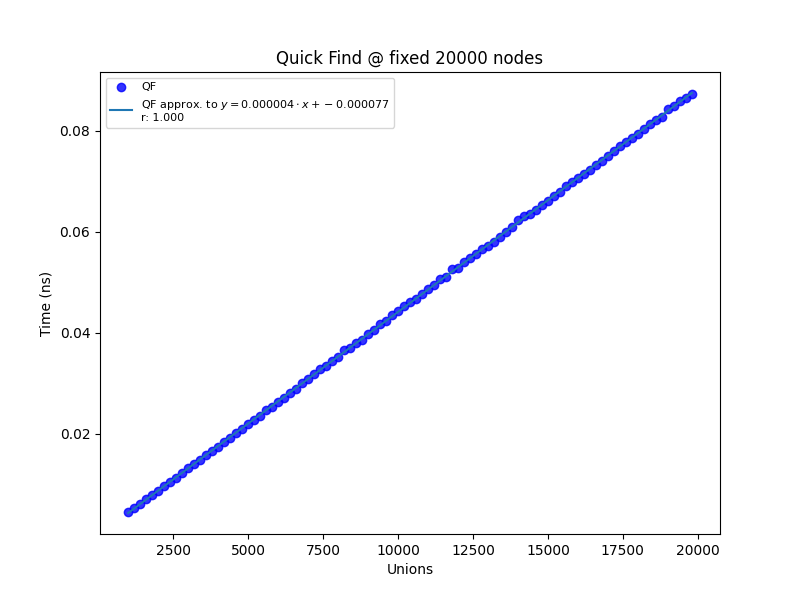 Quick Find @ fixed 20000 nodes
QF
QF approx. to y = 0.000004 · x + − 0.000077
r: 1.000
0.08
0.06
0.04
0.02
Time (ns)
2500 5000 7500 10000 12500 15000 17500 20000
Unions